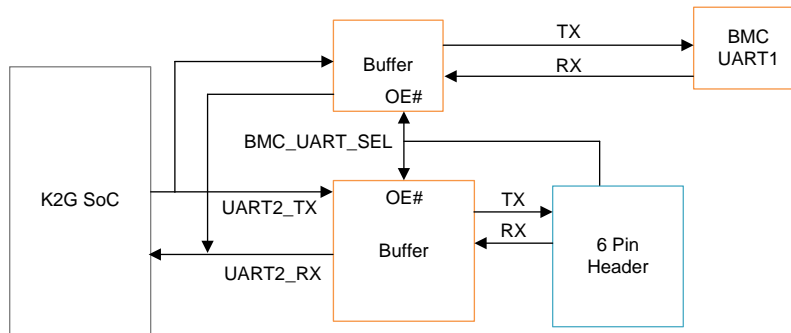 TX
BMC
UART1
Buffer
RX
OE#
BMC_UART_SEL
K2G SoC
OE#
TX
UART2_TX
RX
6 Pin
Header
Buffer
UART2_RX